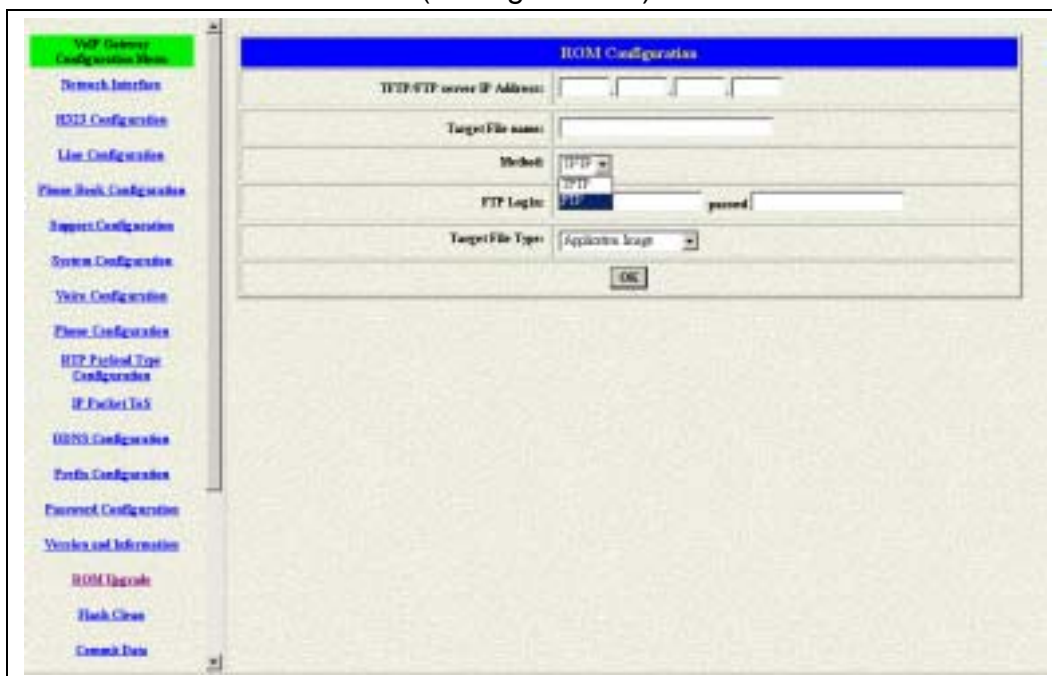 VoIP Gateway
Configuration Menu
Network Interface
H323 Configuration
Line Configuration
Phone Book Configuration
Support Configuration
System Configuration
Voice Configuration
Phone Configuration
RTP Payload Type
Configuration
IP Packet ToS
DDNS Configuration
Prefix Configuration
Password Configuration
Version and Information
ROM Upgrade
Flash Clean
Commit Data
ROM Configuration
TFTP/FTP server IP Address:
Target File name:
Method: TFTP
TFTP
FTP
FTP Login:
Target File Type: Application Image
OK